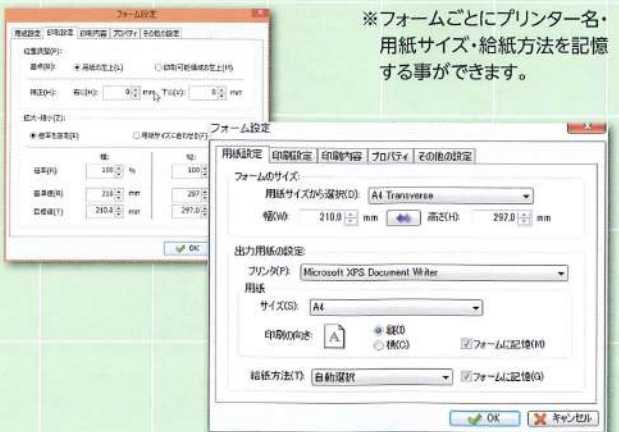 ※フォームごとにプリンター名・
用紙サイズ・給紙方法を記憶
する事ができます。
フォーム設定
用紙設定 印刷設定 印刷内容 プロパティ その他の設定
位置調整(P):
基点(R): 用紙の左上(L) 印刷可能領域の左上(M)
補正(H): 右に(H): 0 mm 下に(V): 0 mm
拡大・縮小(Z):
倍率を指定(E) 用紙サイズに合わせる(F)
幅:
倍率(R) 100 % 100
基準値(R) 210 mm 297
目標値(T) 210.0 mm 297.0
OK
フォーム設定
用紙設定 印刷設定 印刷内容 プロパティ その他の設定
フォームのサイズ:
用紙サイズから選択(D): A4 Transverse
幅(W): 210.0 mm 高さ(H): 297.0 mm
出力用紙の設定:
プリンタ(P): Microsoft XPS Document Writer
用紙
サイズ(S): A4
印刷の向き: A 縦(I)
横(C) フォームに記憶(M)
給紙方法(T): 自動選択 フォームに記憶(G)
OK キャンセル